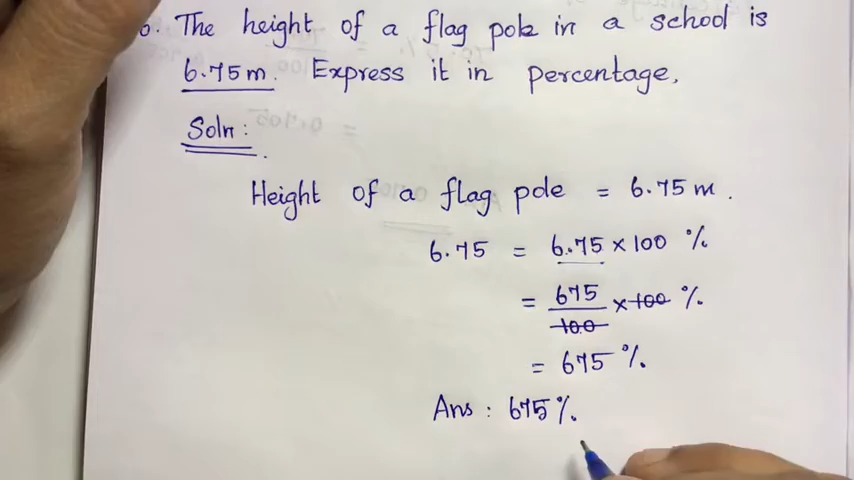 0. The height of a flag pole in a school is
6.75 m. Express it in percentage.
Soln:
Height of a flag pole = 6.75 m.
6.75 = 6.75 × 100 %
= 675/100 × 100 %
= 675 %
Ans : 675 %